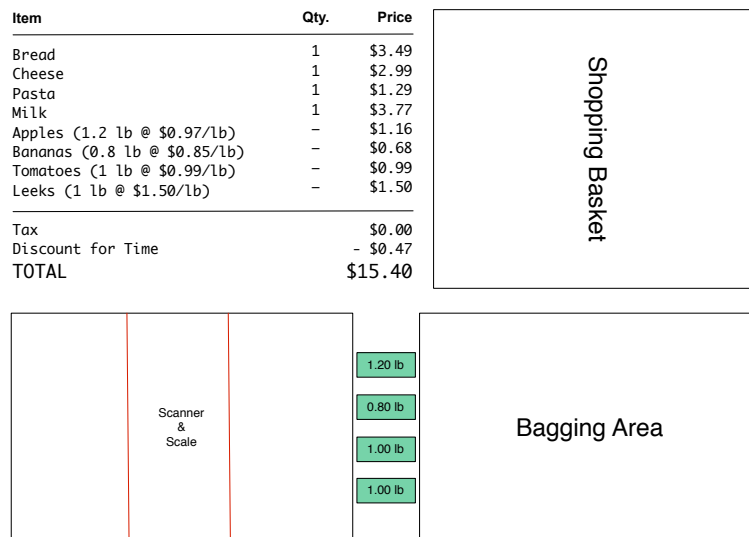 Item Qty. Price
Bread 1 $3.49
Cheese 1 $2.99
Pasta 1 $1.29
Milk 1 $3.77
Apples (1.2 lb @ $0.97/lb) – $1.16
Bananas (0.8 lb @ $0.85/lb) – $0.68
Tomatoes (1 lb @ $0.99/lb) – $0.99
Leeks (1 lb @ $1.50/lb) – $1.50
Tax $0.00
Discount for Time - $0.47
TOTAL $15.40
Shopping Basket
Scanner
&
Scale
1.20 lb
0.80 lb
1.00 lb
1.00 lb
Bagging Area